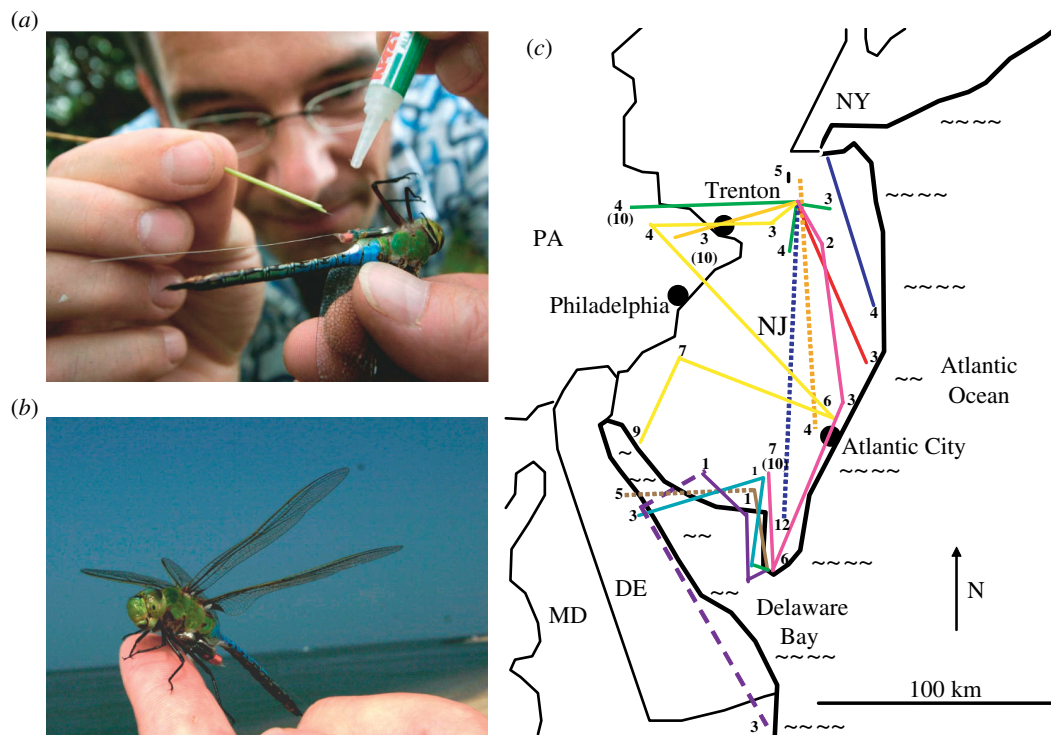 (a)
KRAZY
ALL
(b)
(c)
NY
~~~~
5
Trenton
~~~~
3
4
(10)
PA
4
3
(10)
3
4
2
~~~~
Philadelphia
NJ
4
7
3
~~
Atlantic
Ocean
6
3
9
4
Atlantic City
~
7
(10)
~~~~
1
1
~~
5
1
3
12
~~
6
~~~~
DE
~~
N
MD
Delaware
Bay
~~~~
100 km
3
~~~~